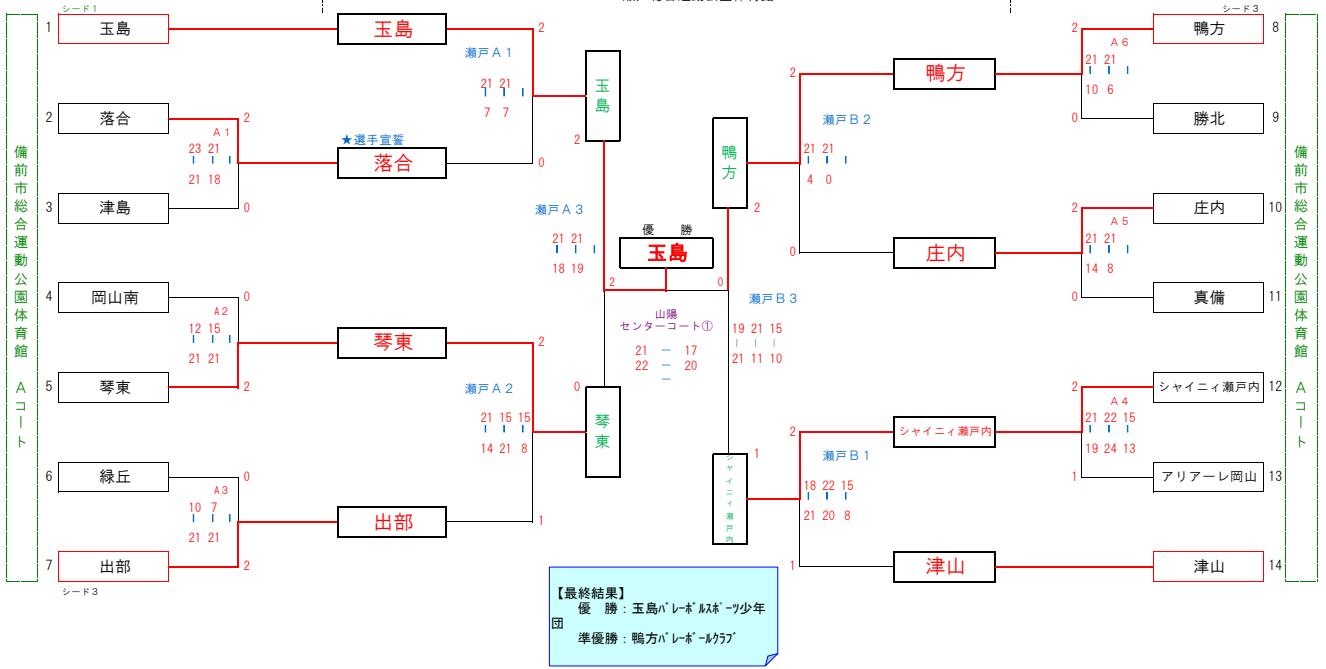 シード1
シード3
1
玉島
2
落合
3
津島
4
岡山南
5
琴東
6
緑丘
7
出部
シード3
備前市総合運動公園体育館 Aコート
A1
2
23 21
21 18
0
A2
0
12 15
21 21
2
A3
0
10 7
21 21
2
玉島
★選手宣誓
落合
琴東
出部
瀬戸A1
2
21 21
7 7
0
瀬戸A2
2
21 15 15
14 21 8
1
玉島
2
瀬戸A3
21 21
18 19
0
琴東
優 勝
玉島
2
0
山陽
センターコート①
21 － 17
22 － 20
－
鴨方
2
瀬戸B3
19 21 15
21 11 10
1
シャイニィ瀬戸内
瀬戸B2
2
21 21
4 0
0
瀬戸B1
2
18 22 15
21 20 8
1
鴨方
庄内
シャイニィ瀬戸内
津山
A6
2
21 21
10 6
0
A5
2
21 21
14 8
0
A4
2
21 22 15
19 24 13
1
鴨方
8
勝北
9
庄内
10
真備
11
シャイニィ瀬戸内
12
アリアーレ岡山
13
津山
14
備前市総合運動公園体育館 Aコート
【最終結果】
優 勝：玉島ﾊﾞﾚｰﾎﾞﾙｽﾎﾟｰﾂ少年
団
準優勝：鴨方ﾊﾞﾚｰﾎﾞｰﾙｸﾗﾌﾞ